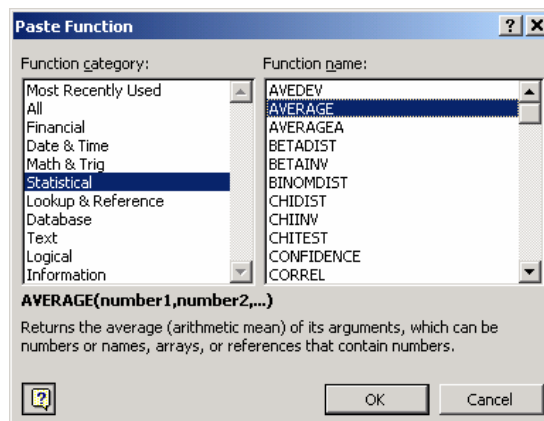 Paste Function
? X
Function category:
Most Recently Used
All
Financial
Date & Time
Math & Trig
Statistical
Lookup & Reference
Database
Text
Logical
Information
Function name:
AVEDEV
AVERAGE
AVERAGEA
BETADIST
BETAINV
BINOMDIST
CHIDIST
CHIINV
CHITEST
CONFIDENCE
CORREL
AVERAGE(number1,number2,...)
Returns the average (arithmetic mean) of its arguments, which can be
numbers or names, arrays, or references that contain numbers.
?
OK
Cancel